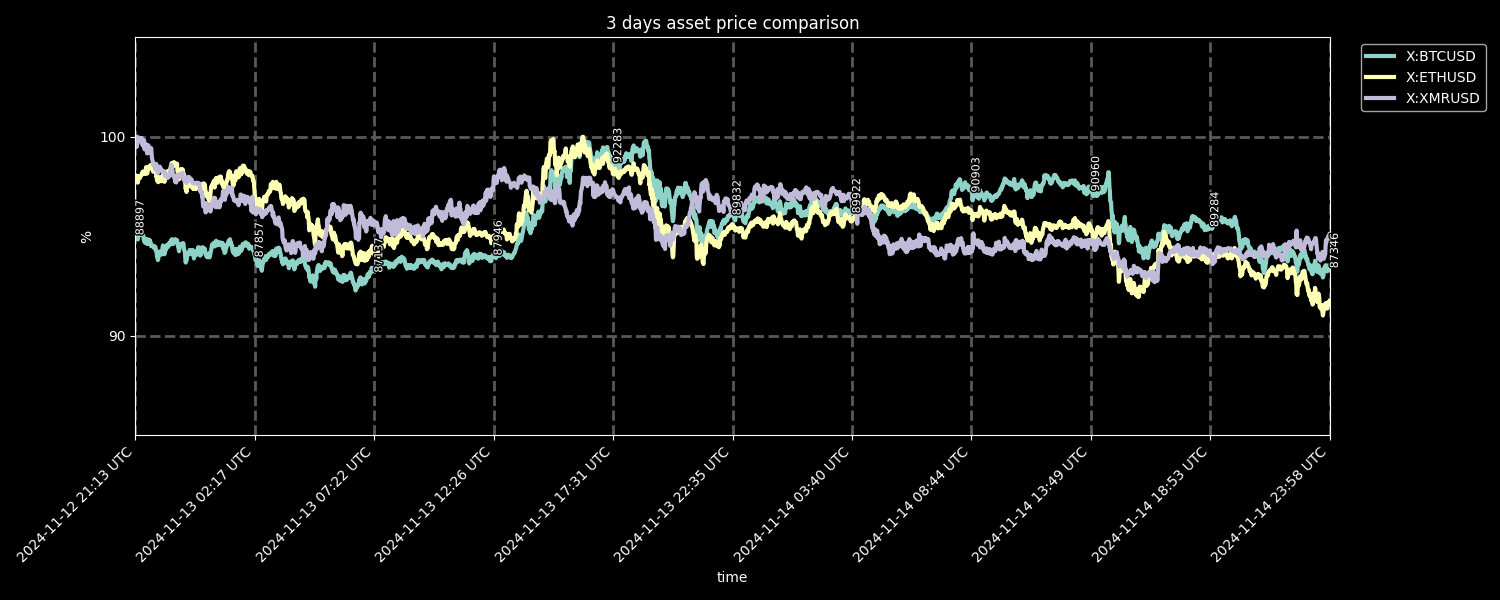 3 days asset price comparison
X:BTCUSD
X:ETHUSD
X:XMRUSD
100
90
%
88897
87857
87137
87946
92283
89832
89922
90903
90960
89284
87346
2024-11-12 21:13 UTC
2024-11-13 02:17 UTC
2024-11-13 07:22 UTC
2024-11-13 12:26 UTC
2024-11-13 17:31 UTC
2024-11-13 22:35 UTC
2024-11-14 03:40 UTC
2024-11-14 08:44 UTC
2024-11-14 13:49 UTC
2024-11-14 18:53 UTC
2024-11-14 23:58 UTC
time